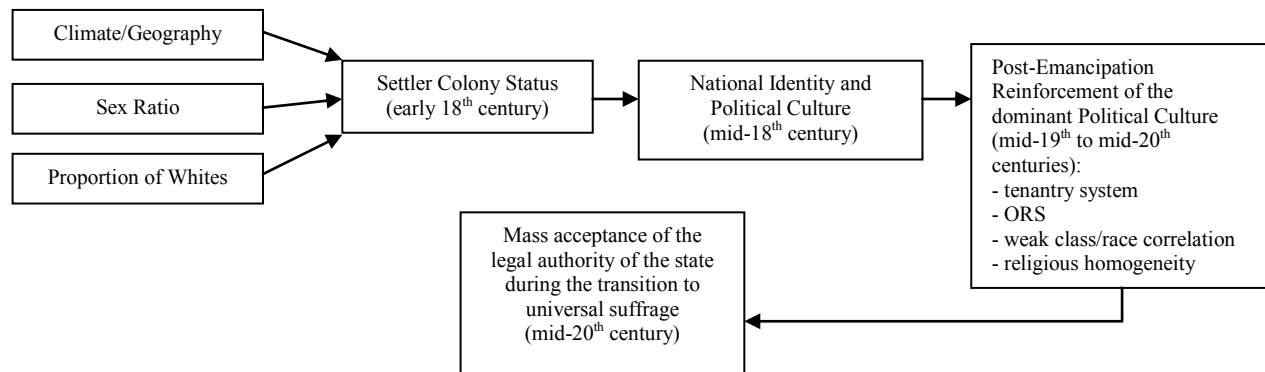 Climate/Geography
Sex Ratio
Proportion of Whites
Settler Colony Status
(early 18th century)
National Identity and
Political Culture
(mid-18th century)
Post-Emancipation
Reinforcement of the
dominant Political Culture
(mid-19th to mid-20th
centuries):
- tenantry system
- ORS
- weak class/race correlation
- religious homogeneity
Mass acceptance of the
legal authority of the state
during the transition to
universal suffrage
(mid-20th century)